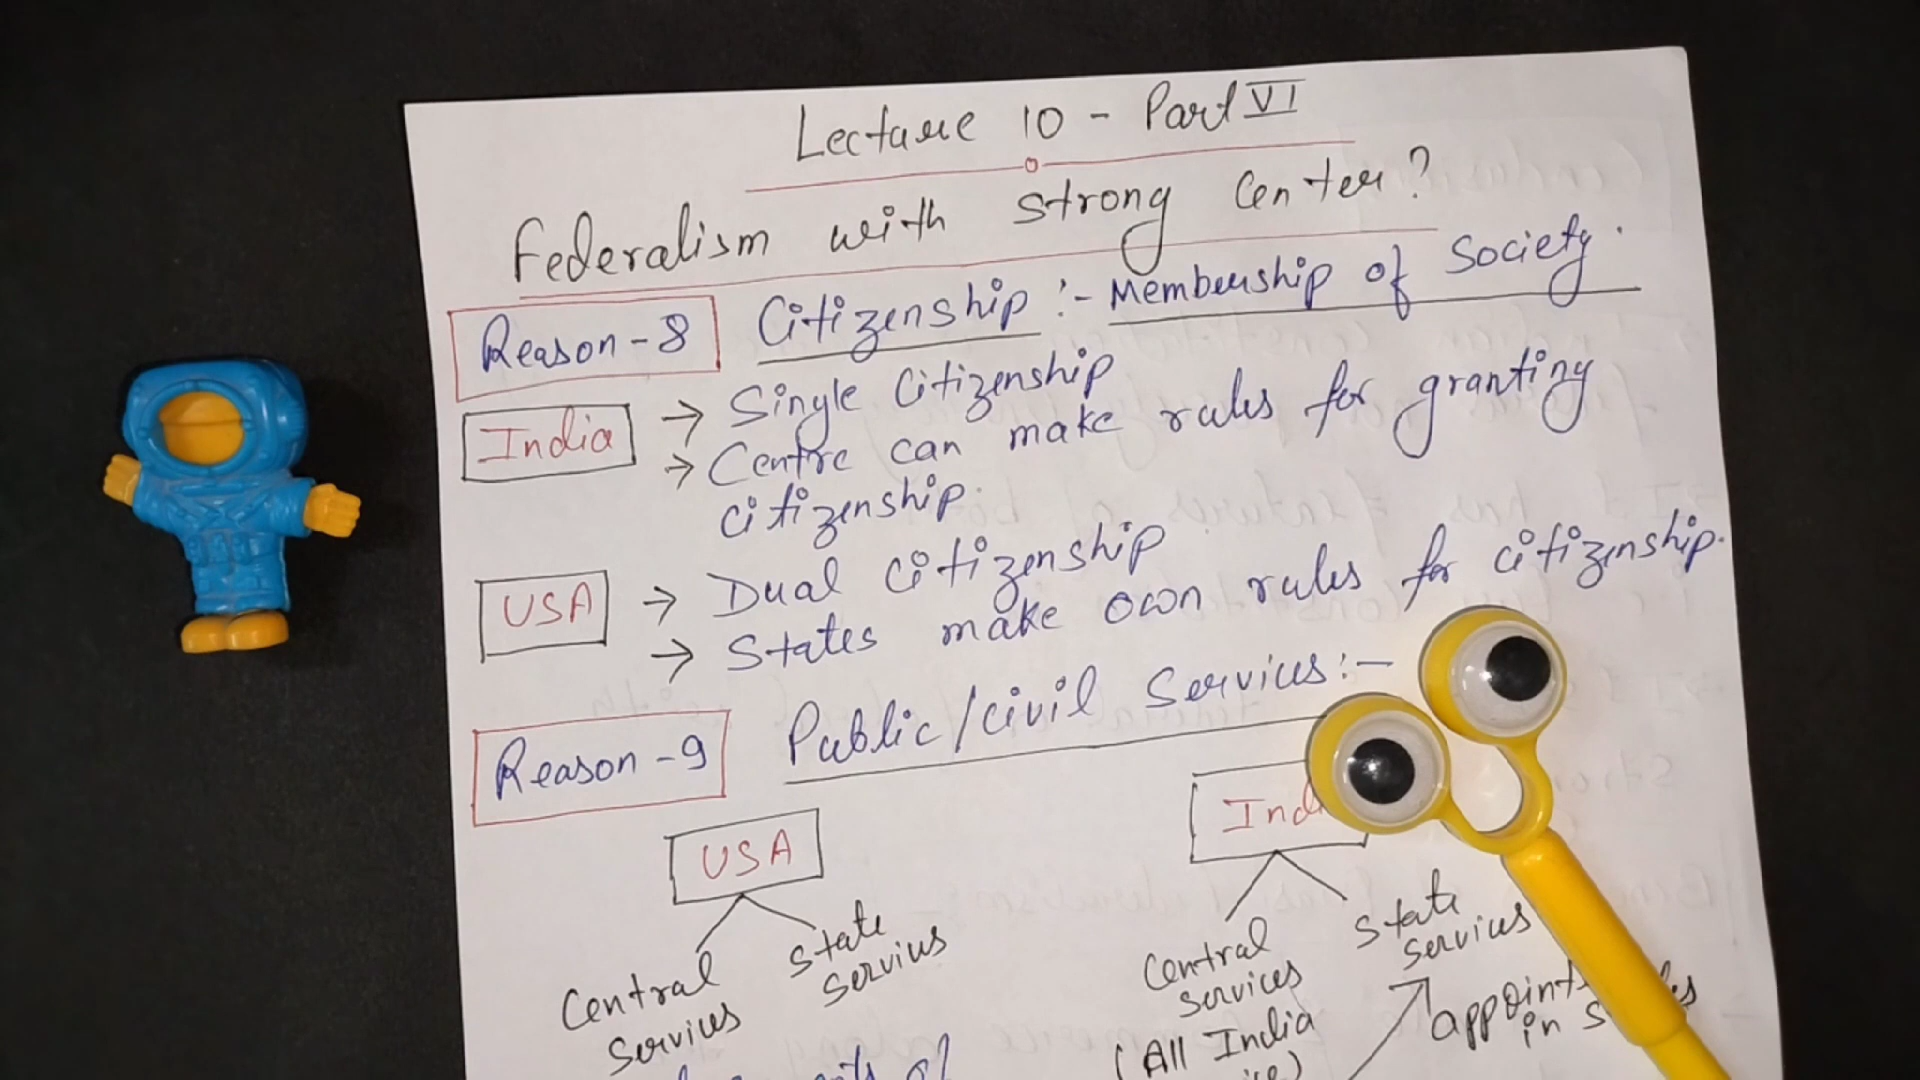 Lecture 10 - Part VI
Federalism with strong Center?
Reason-8 Citizenship :- Membership of Society.
India → Single Citizenship
→ Centre can make rules for granting
citizenship
USA → Dual Citizenship
→ States make own rules for citizenship.
Reason-9 Public/Civil Services:-
USA
Central Services
State Services
Central Services
(All India
State Services
in
of